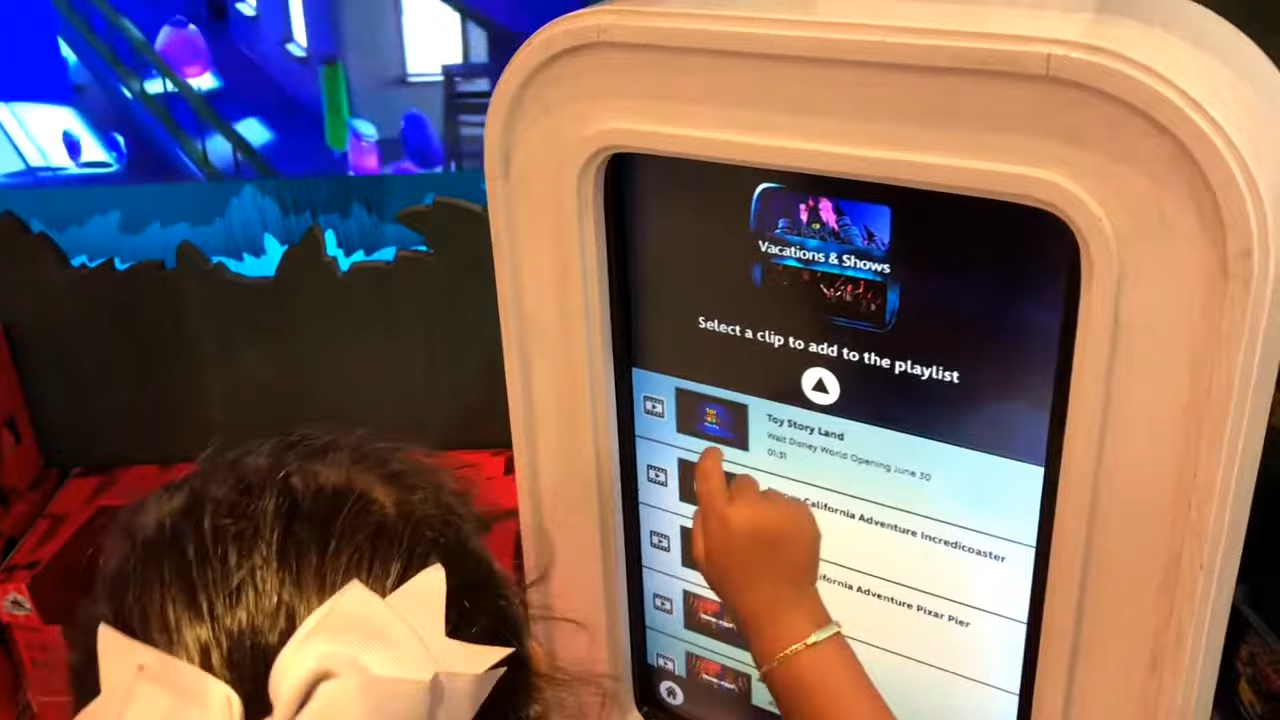 Vacations & Shows
Select a clip to add to the playlist
Toy Story Land
Walt Disney World Opening June 30
01:31
California Adventure Incredicoaster
California Adventure Pixar Pier